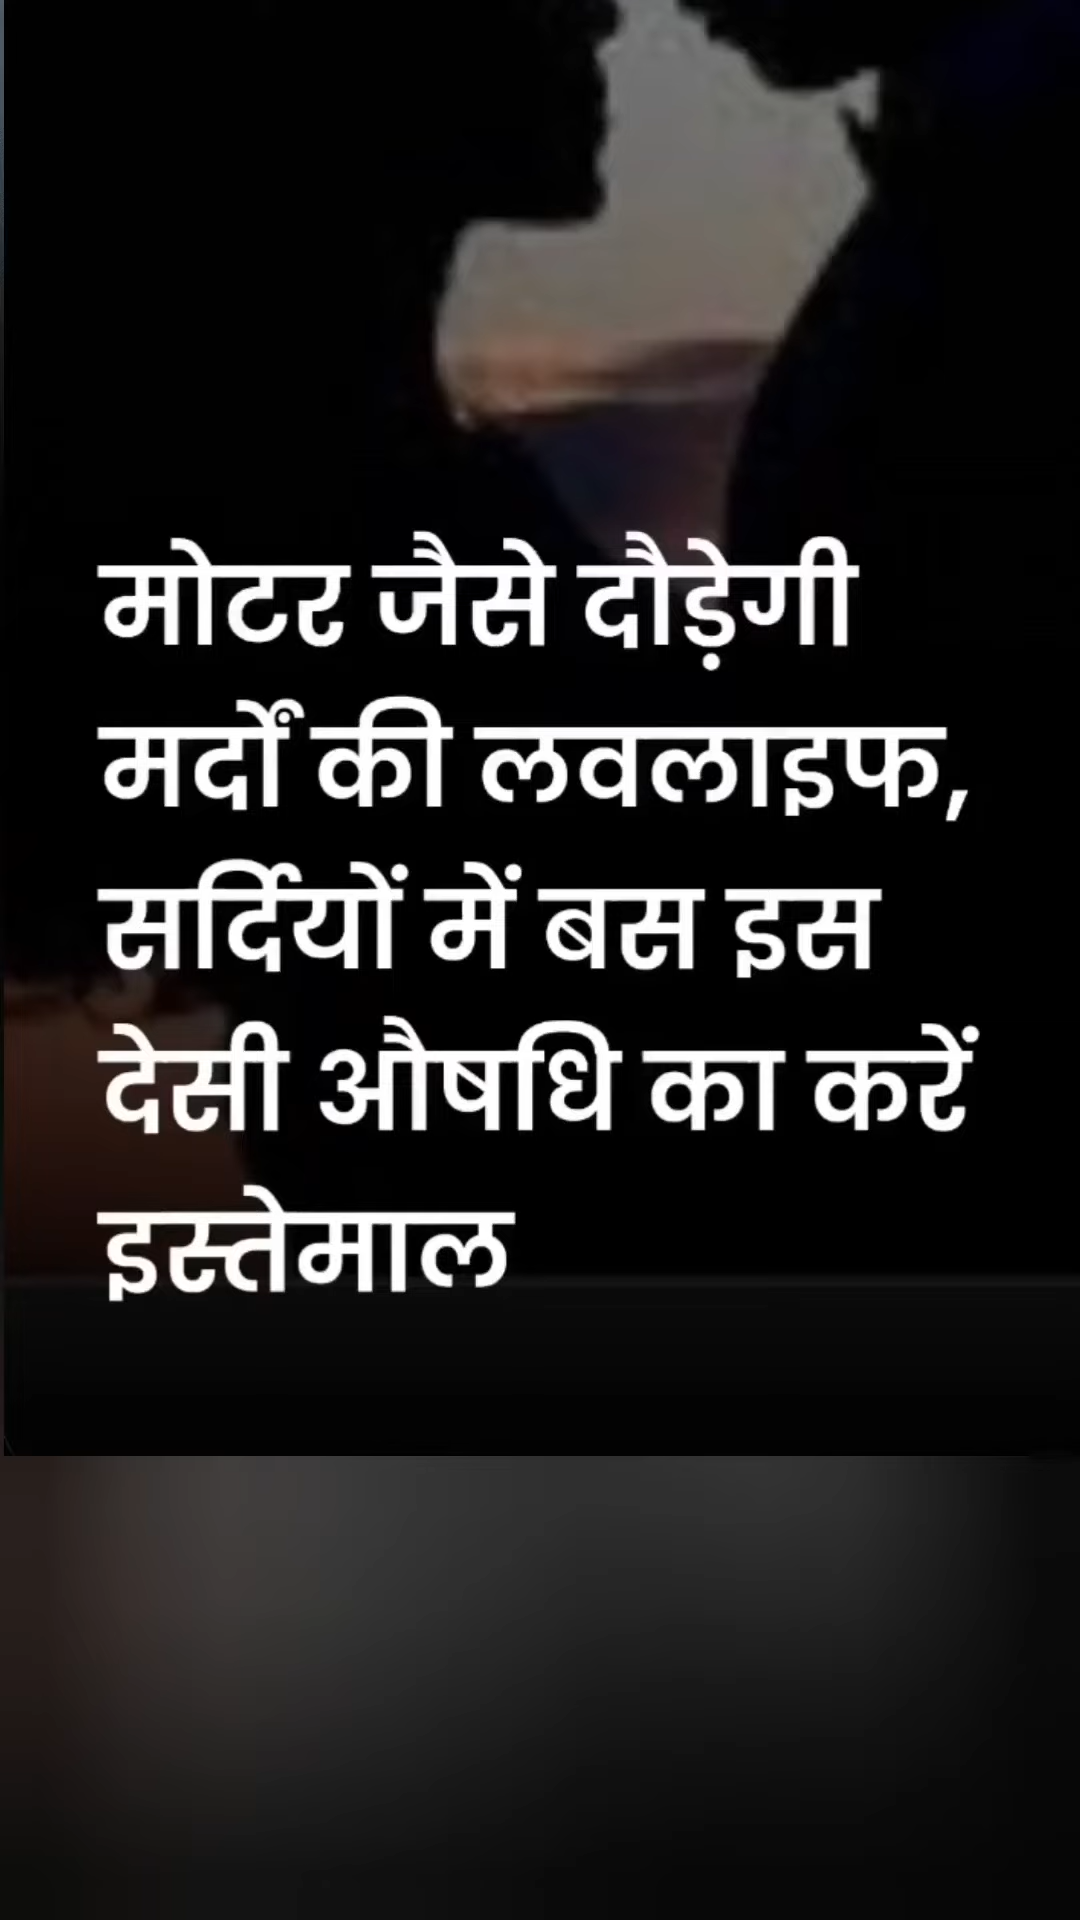 मोटर जैसे दौड़ेगी
मर्दों की लवलाइफ,
सर्दियों में बस इस
देसी औषधि का करें
इस्तेमाल